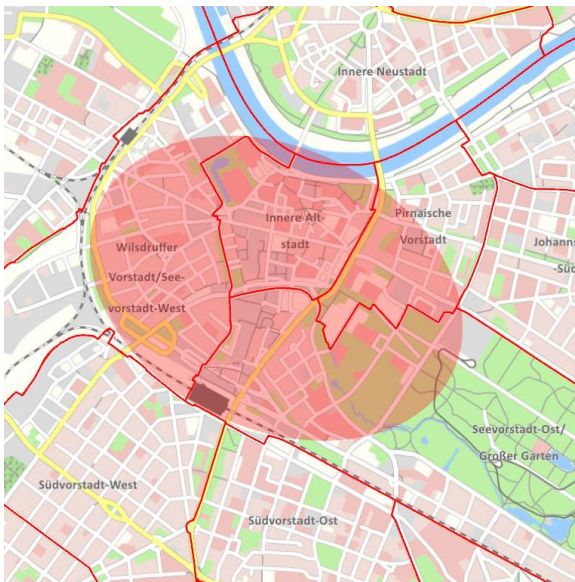 Innere Neustadt
Innere Alt-
stadt
Pirnaische
Vorstadt
Wilsdruffer
Vorstadt/See-
vorstadt-West
Johanns
-Süd
Seevorstadt-Ost/
Großer Garten
Südvorstadt-West
Südvorstadt-Ost